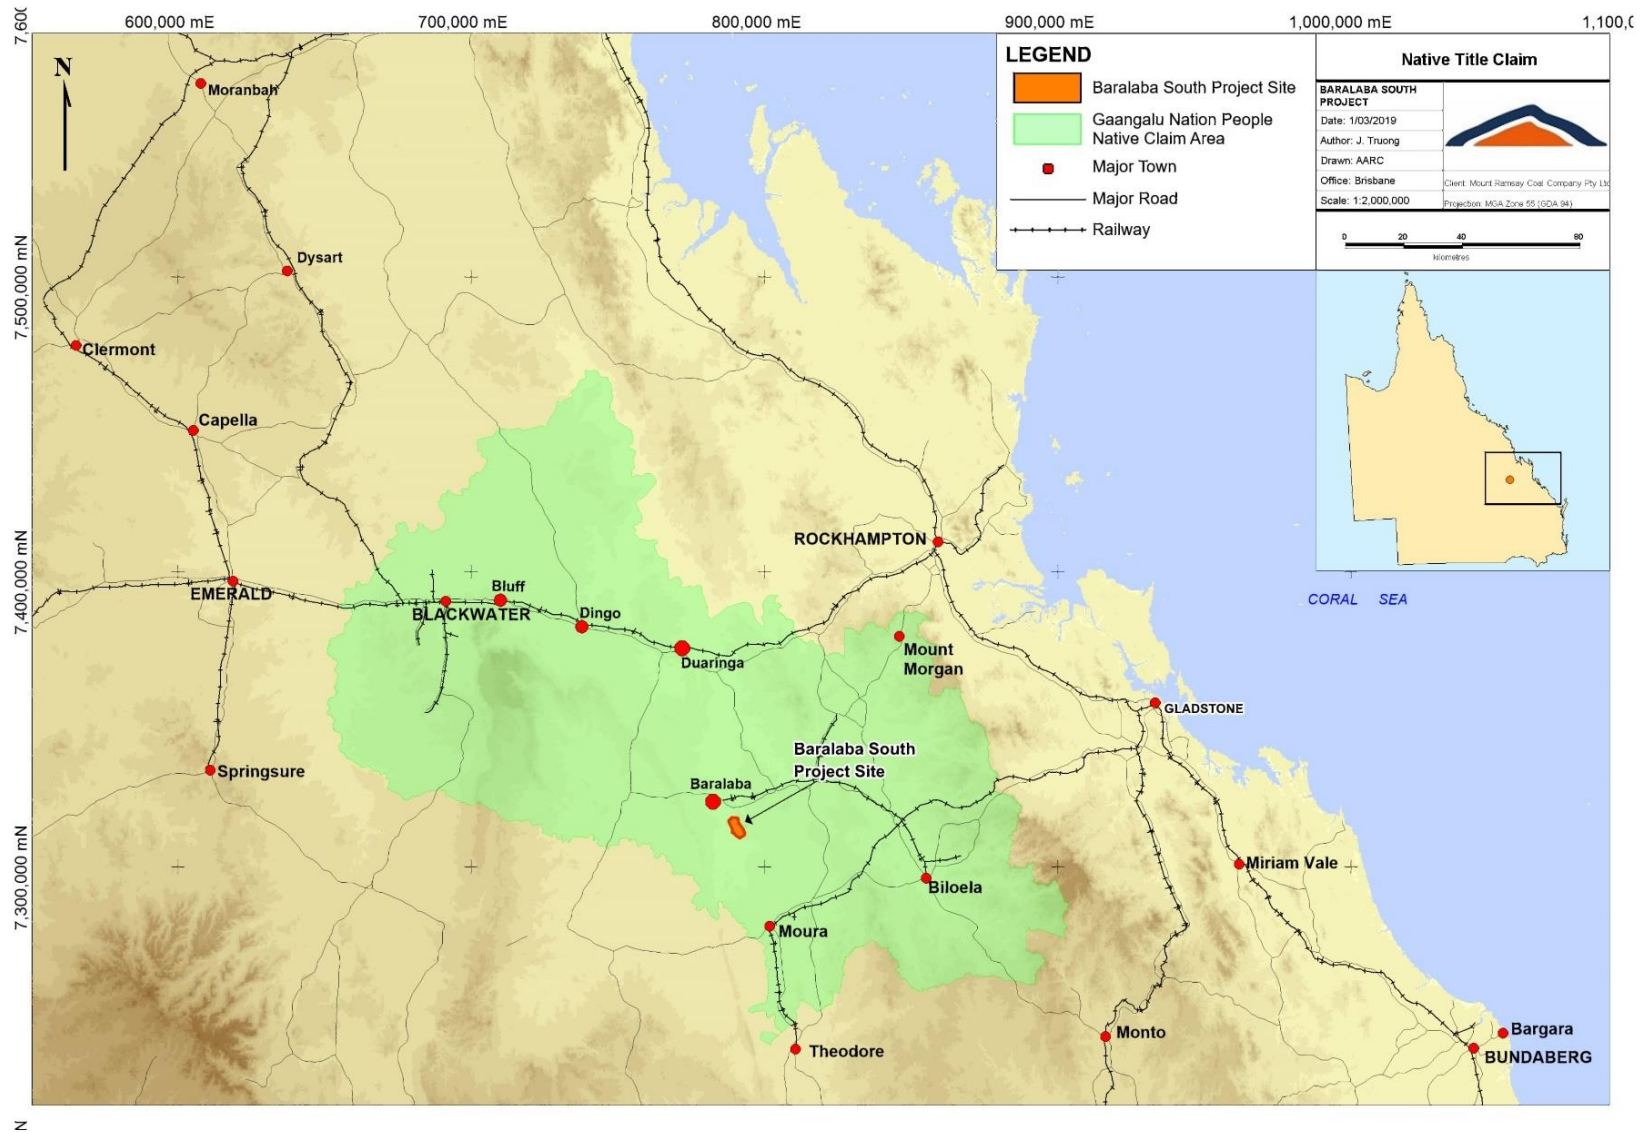 600,000 mE
700,000 mE
800,000 mE
900,000 mE
1,000,000 mE
7,500,000 mN
7,400,000 mN
7,300,000 mN
N
LEGEND
Baralaba South Project Site
Gaangalu Nation People
Native Claim Area
Major Town
Major Road
Railway
Native Title Claim
BARALABA SOUTH
PROJECT
Date: 1/03/2019
Author: J. Truong
Drawn: AARC
Office: Brisbane
Scale: 1:2,000,000
Client: Mount Ramsay Coal Company Pty
Projection: MGA Zone 55 (GDA 94)
0 20 40 80
kilometres
Moranbah
Dysart
Clermont
Capella
ROCKHAMPTON
EMERALD
Bluff
BLACKWATER
Dingo
Duaringa
Mount
Morgan
CORAL SEA
GLADSTONE
Baralaba South
Project Site
Springsure
Baralaba
Miriam Vale
Biloela
Moura
Monto
Theodore
Bargara
BUNDABERG